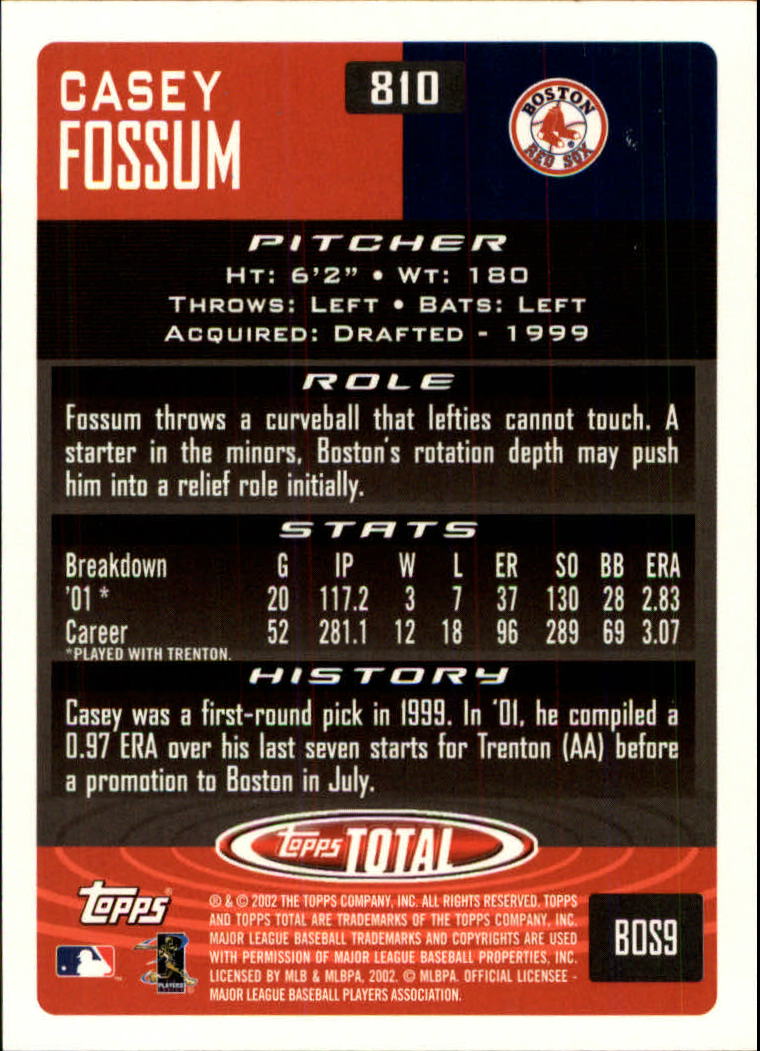 CASEY
FOSSUM
810
BOSTON
RED SOX
PITCHER
HT: 6'2" • WT: 180
THROWS: LEFT • BATS: LEFT
ACQUIRED: DRAFTED - 1999
ROLE
Fossum throws a curveball that lefties cannot touch. A
starter in the minors, Boston's rotation depth may push
him into a relief role initially.
STATS
Breakdown G IP W L ER SO BB ERA
'01 * 20 117.2 3 7 37 130 28 2.83
Career 52 281.1 12 18 96 289 69 3.07
*PLAYED WITH TRENTON.
HISTORY
Casey was a first-round pick in 1999. In '01, he compiled a
0.97 ERA over his last seven starts for Trenton (AA) before
a promotion to Boston in July.
Topps TOTAL
Topps®
® & © 2002 THE TOPPS COMPANY, INC. ALL RIGHTS RESERVED. TOPPS
AND TOPPS TOTAL ARE TRADEMARKS OF THE TOPPS COMPANY, INC.
MAJOR LEAGUE BASEBALL TRADEMARKS AND COPYRIGHTS ARE USED
WITH PERMISSION OF MAJOR LEAGUE BASEBALL PROPERTIES, INC.
LICENSED BY MLB & MLBPA, 2002. © MLBPA. OFFICIAL LICENSEE -
MAJOR LEAGUE BASEBALL PLAYERS ASSOCIATION.
BOS9
PLAYERS